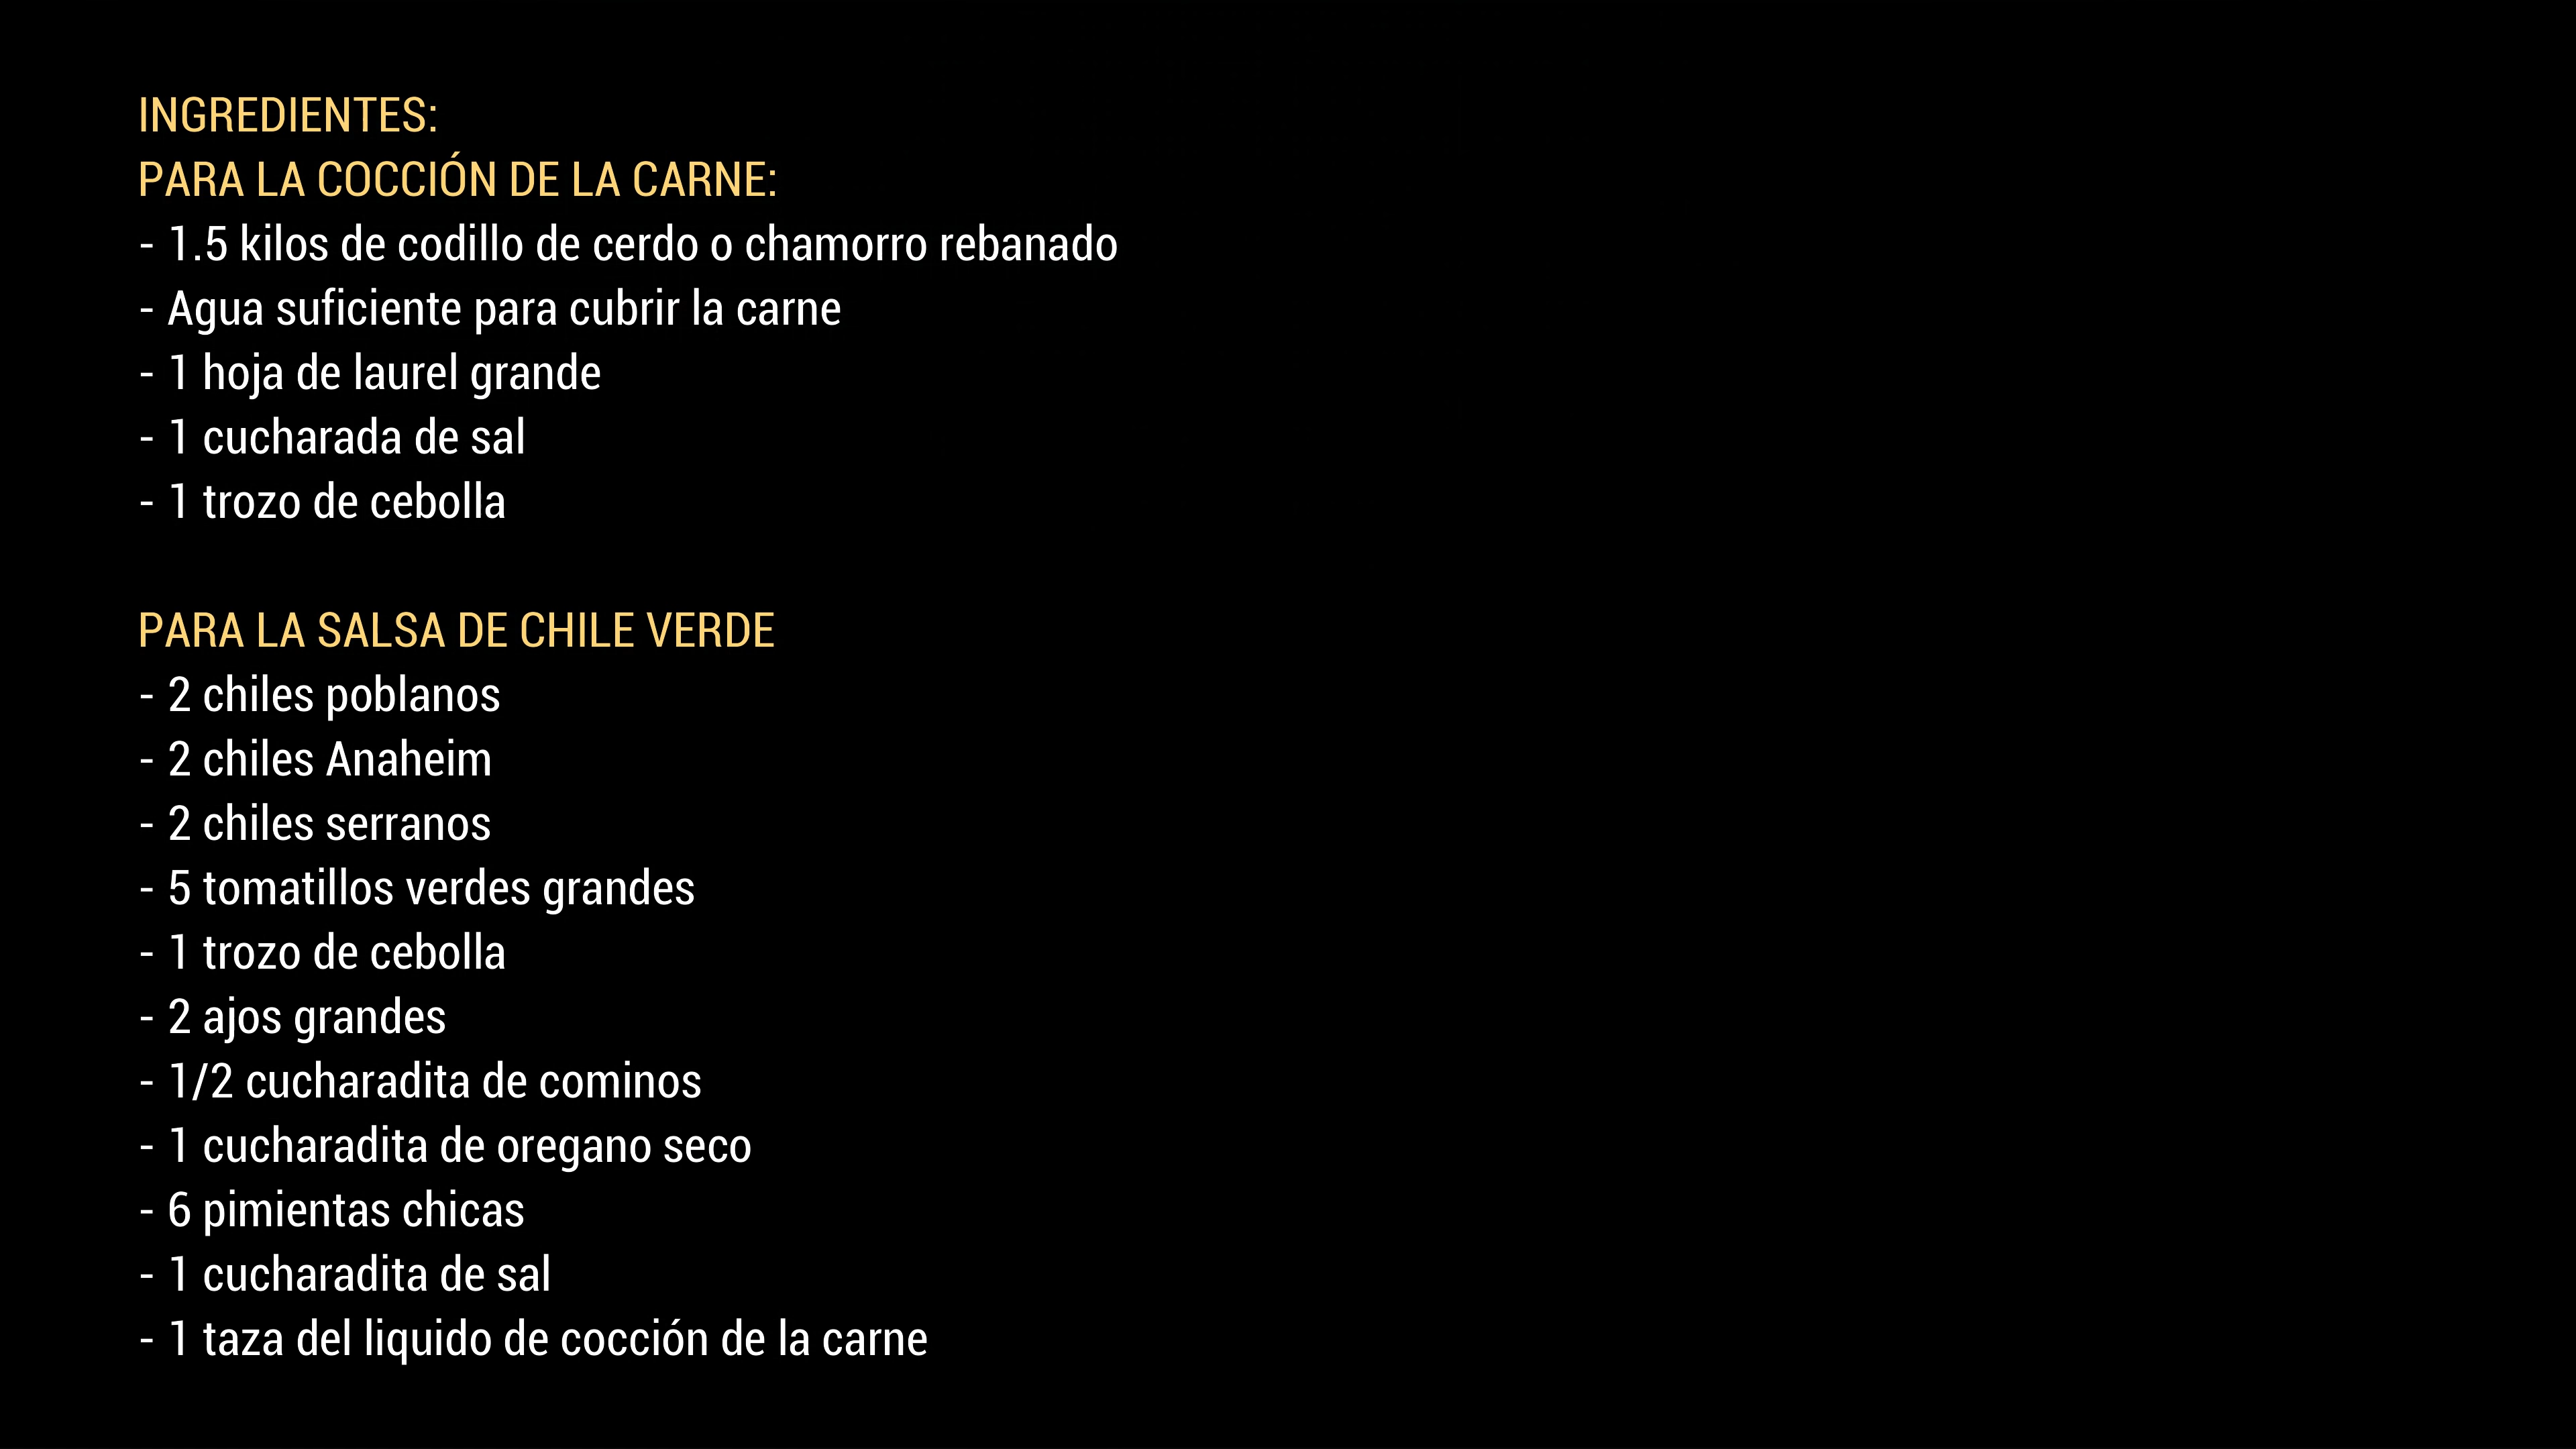 INGREDIENTES:
PARA LA COCCIÓN DE LA CARNE:
- 1.5 kilos de codillo de cerdo o chamorro rebanado
- Agua suficiente para cubrir la carne
- 1 hoja de laurel grande
- 1 cucharada de sal
- 1 trozo de cebolla
PARA LA SALSA DE CHILE VERDE
- 2 chiles poblanos
- 2 chiles Anaheim
- 2 chiles serranos
- 5 tomatillos verdes grandes
- 1 trozo de cebolla
- 2 ajos grandes
- 1/2 cucharadita de cominos
- 1 cucharadita de oregano seco
- 6 pimientas chicas
- 1 cucharadita de sal
- 1 taza del liquido de cocción de la carne